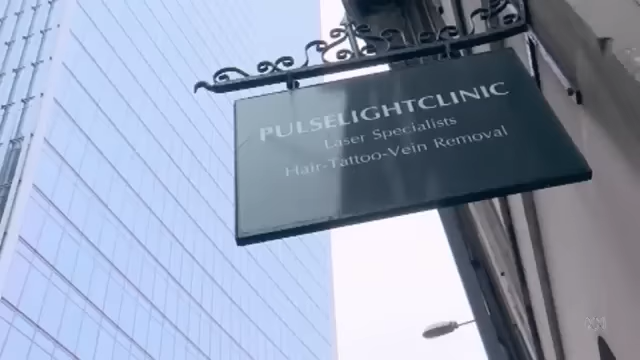 PULSELIGHTCLINIC
Laser Specialists
Hair-Tattoo-Vein Removal